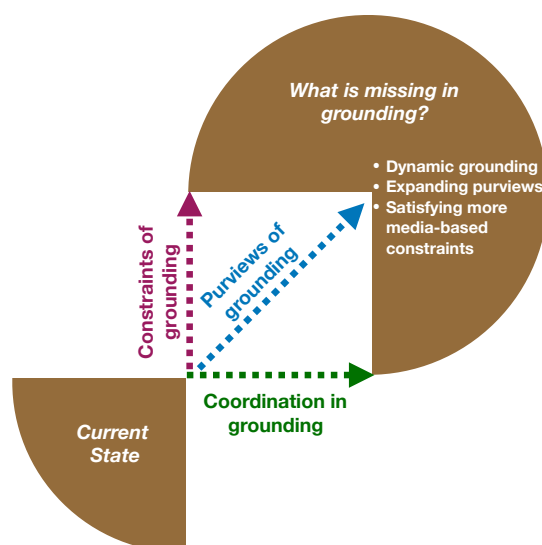 What is missing in
grounding?
• Dynamic grounding
• Expanding purviews
• Satisfying more
media-based
constraints
Constraints of
grounding
Purviews of
grounding
Coordination in
grounding
Current
State